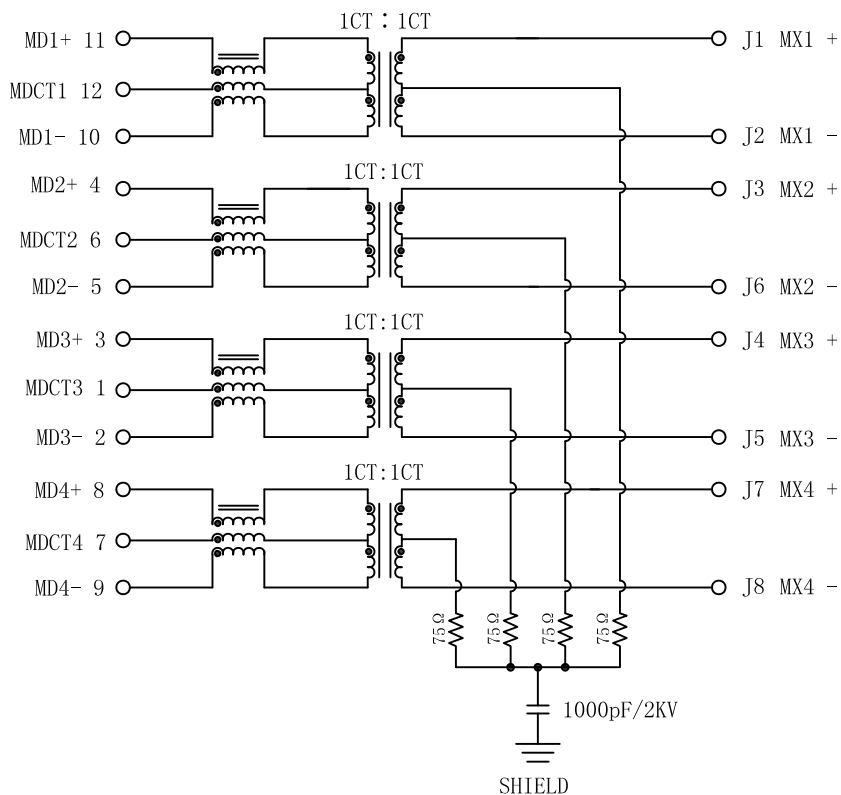 1CT : 1CT
MD1+ 11
J1 MX1 +
MDCT1 12
MD1- 10
J2 MX1 -
1CT:1CT
MD2+ 4
J3 MX2 +
MDCT2 6
MD2- 5
J6 MX2 -
1CT:1CT
MD3+ 3
J4 MX3 +
MDCT3 1
MD3- 2
J5 MX3 -
1CT:1CT
MD4+ 8
J7 MX4 +
MDCT4 7
MD4- 9
J8 MX4 -
75Ω
75Ω
75Ω
75Ω
1000pF/2KV
SHIELD